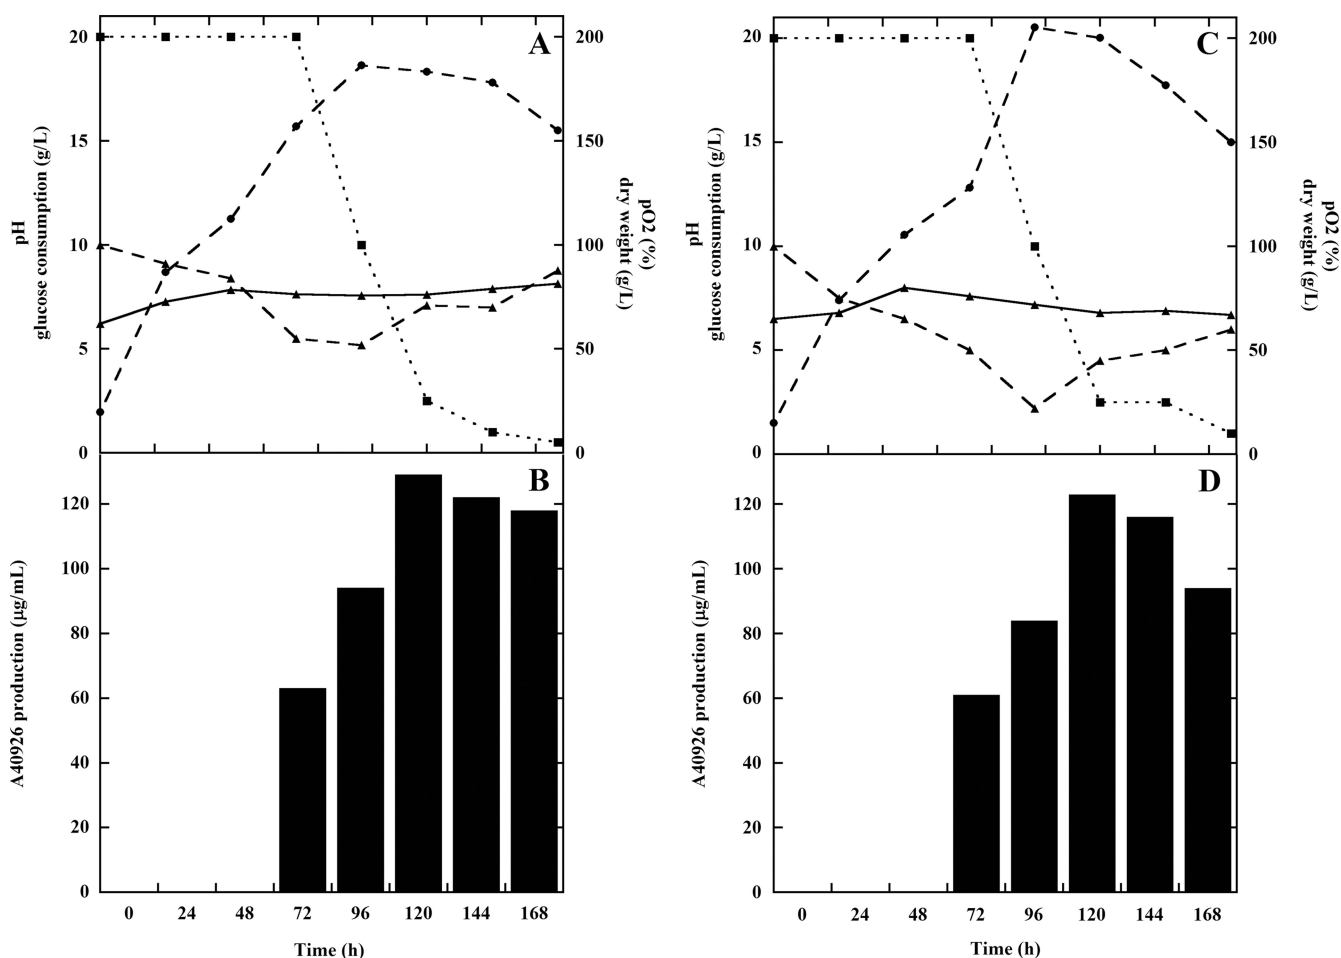 A
20
15
10
5
0
200
150
100
50
0
pH
glucose consumption (g/L)
pO2 (%)
dry weight (g/L)
C
20
15
10
5
0
200
150
100
50
0
pH
glucose consumption (g/L)
pO2 (%)
dry weight (g/L)
B
120
100
80
60
40
20
0
A40926 production (µg/mL)
0 24 48 72 96 120 144 168
Time (h)
D
120
100
80
60
40
20
0
A40926 production (µg/mL)
0 24 48 72 96 120 144 168
Time (h)